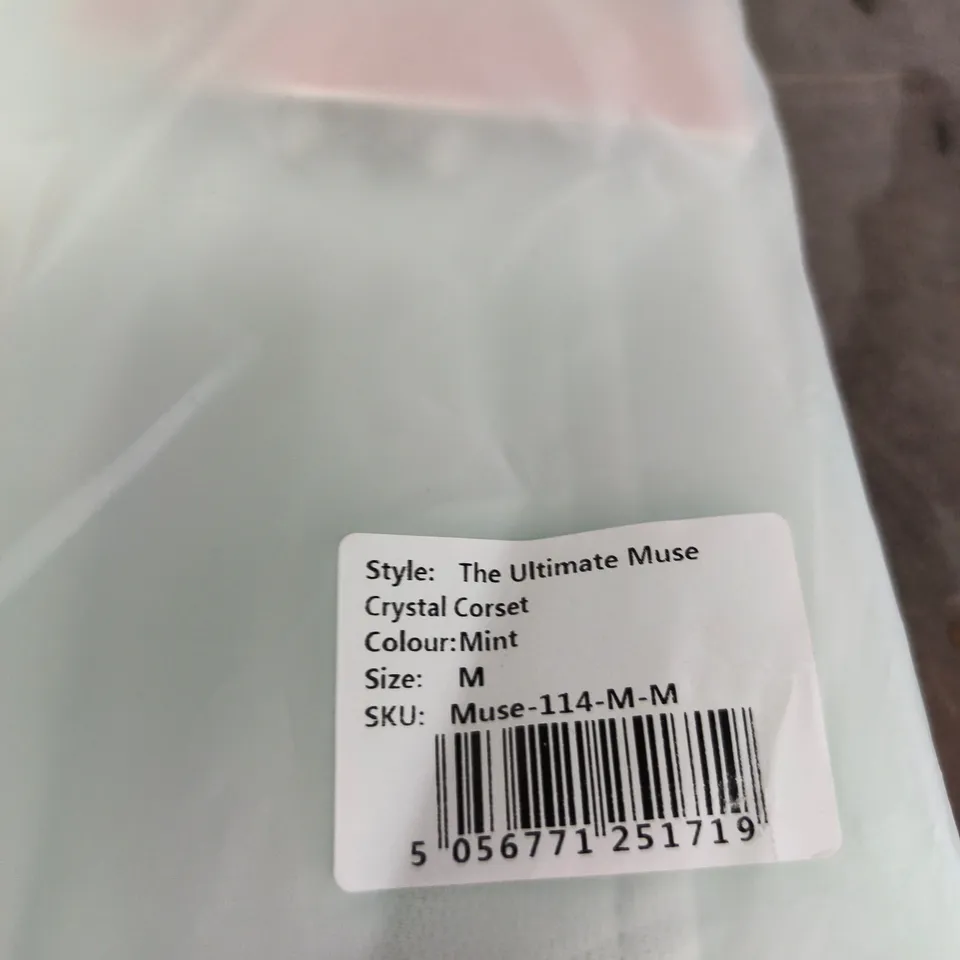 Style: The Ultimate Muse
Crystal Corset
Colour:Mint
Size: M
SKU: Muse-114-M-M
5 056771 251719